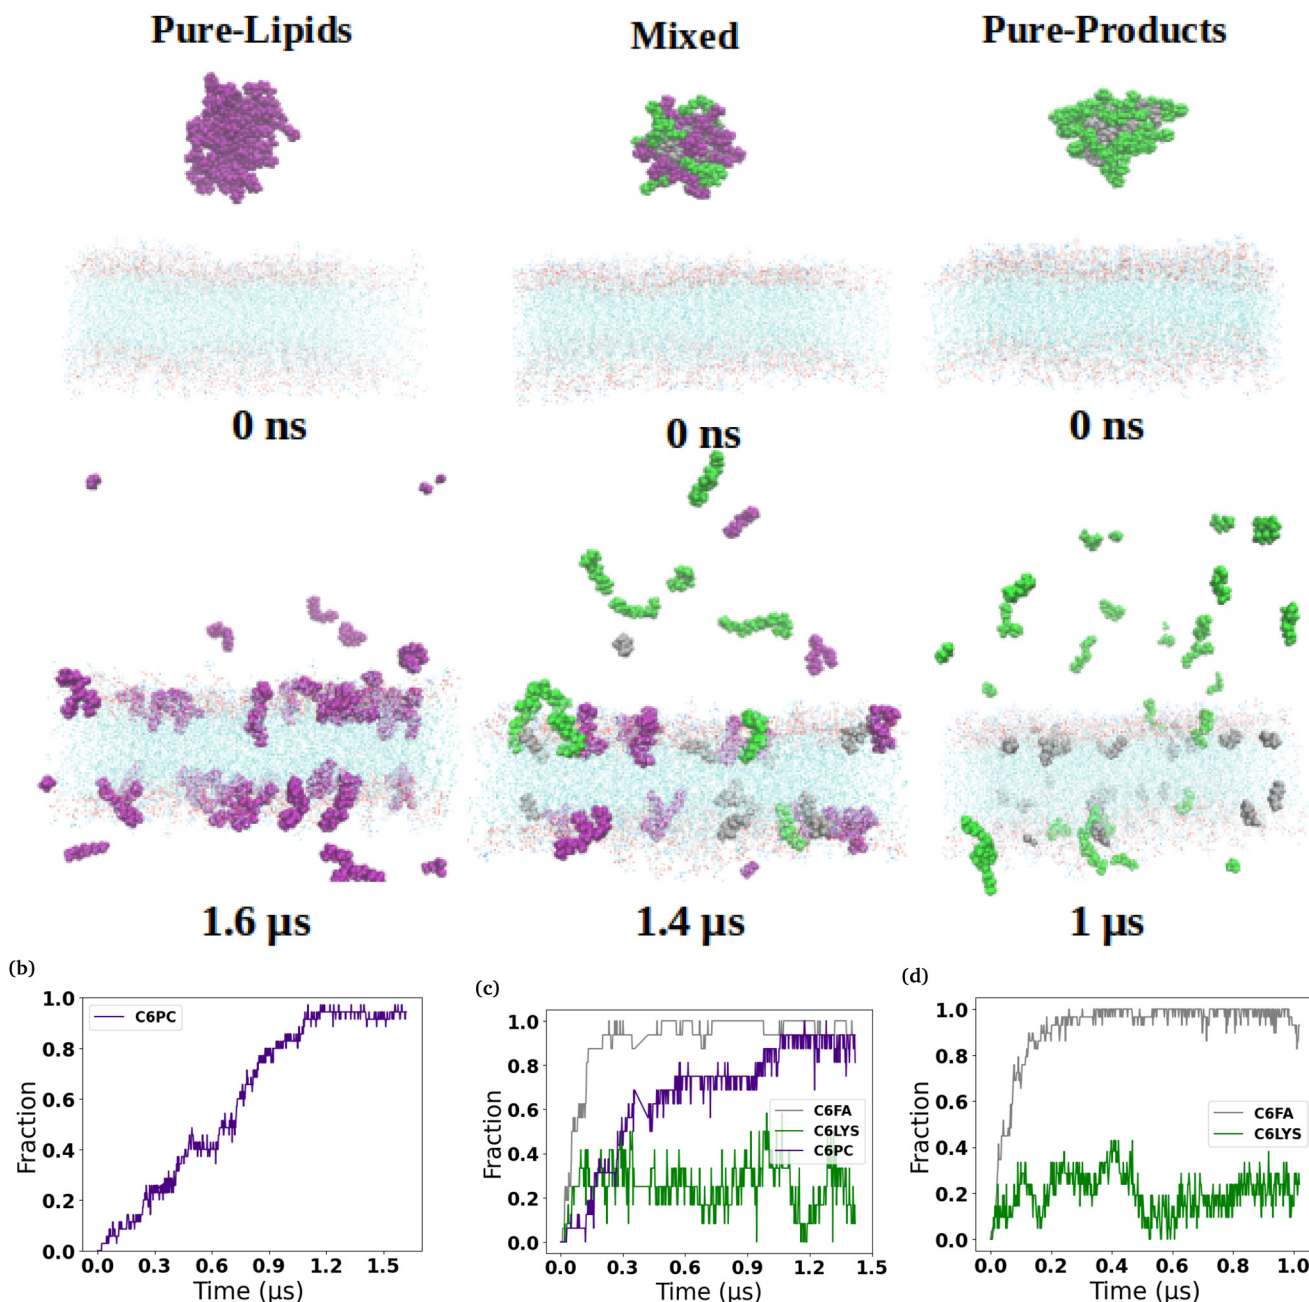 Pure-Lipids Mixed Pure-Products
0 ns 0 ns 0 ns
1.6 µs 1.4 µs 1 µs
(b)
1.0
0.8
0.6
0.4
0.2
0.0
Fraction
C6PC
0.0 0.3 0.6 0.9 1.2 1.5
Time (µs)
(c)
1.0
0.8
0.6
0.4
0.2
0.0
Fraction
C6FA
C6LYS
C6PC
0.0 0.3 0.6 0.9 1.2 1.5
Time (µs)
(d)
1.0
0.8
0.6
0.4
0.2
0.0
Fraction
C6FA
C6LYS
0.0 0.2 0.4 0.6 0.8 1.0
Time (µs)